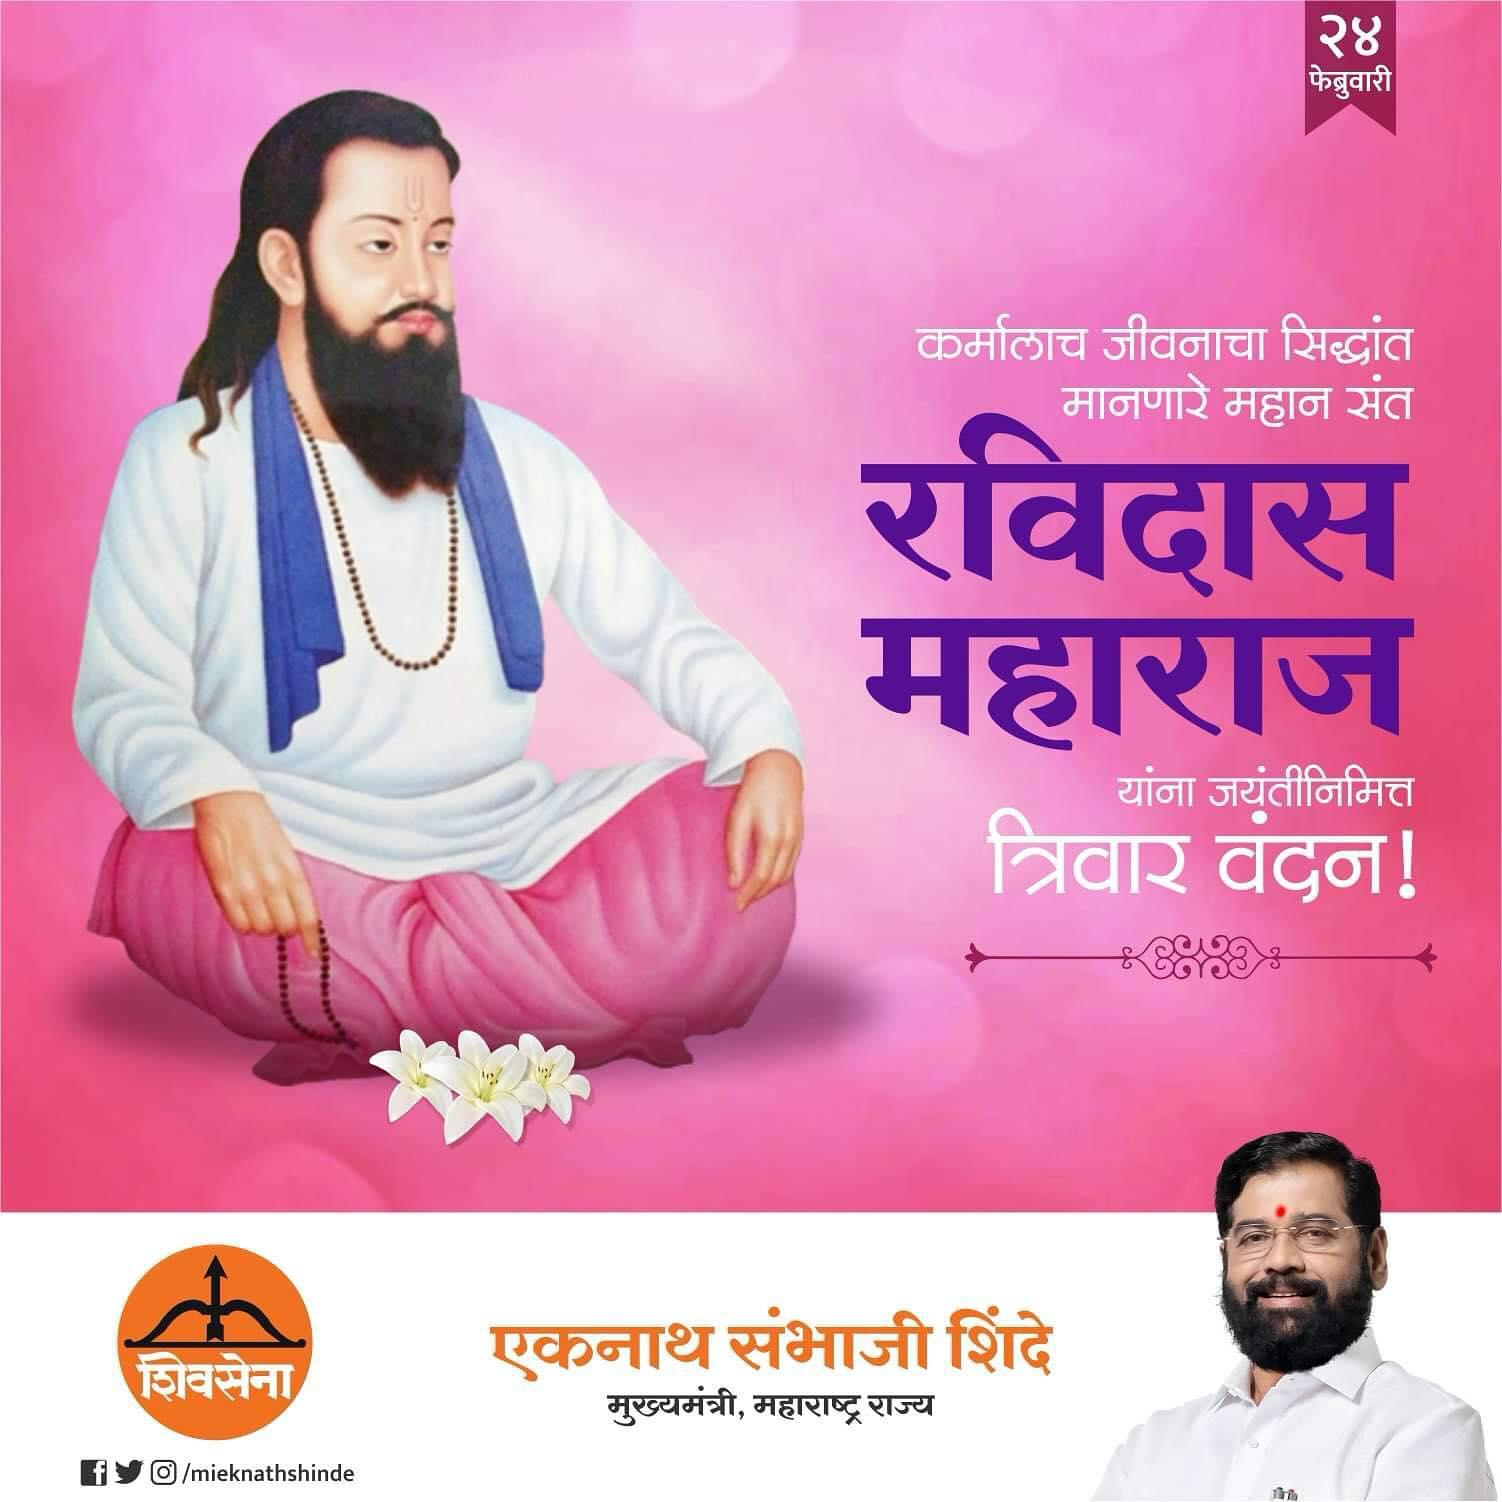 २४
फेब्रुवारी
कर्मालाच जीवनाचा सिद्धांत
मानणारे महान संत
रविदास
महाराज
यांना जयंतीनिमित्त
त्रिवार वंदन!
शिवसेना
एकनाथ संभाजी शिंदे
मुख्यमंत्री, महाराष्ट्र राज्य
/mieknathshinde